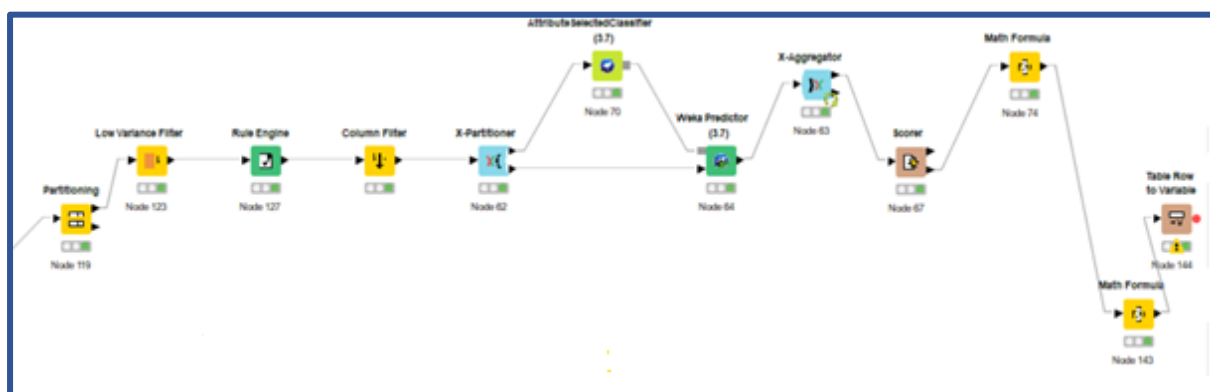 AttributeSelectedClassifier
(3.7)
Node 70
X-Aggregator
Node 63
Math Formula
Node 74
Low Variance Filter
Node 123
Rule Engine
Node 127
Column Filter
Node 132
X-Partitioner
Node 62
Weka Predictor
(3.7)
Node 64
Scorer
Node 67
Partitioning
Node 119
Table Row
to Variable
Node 144
Math Formula
Node 143